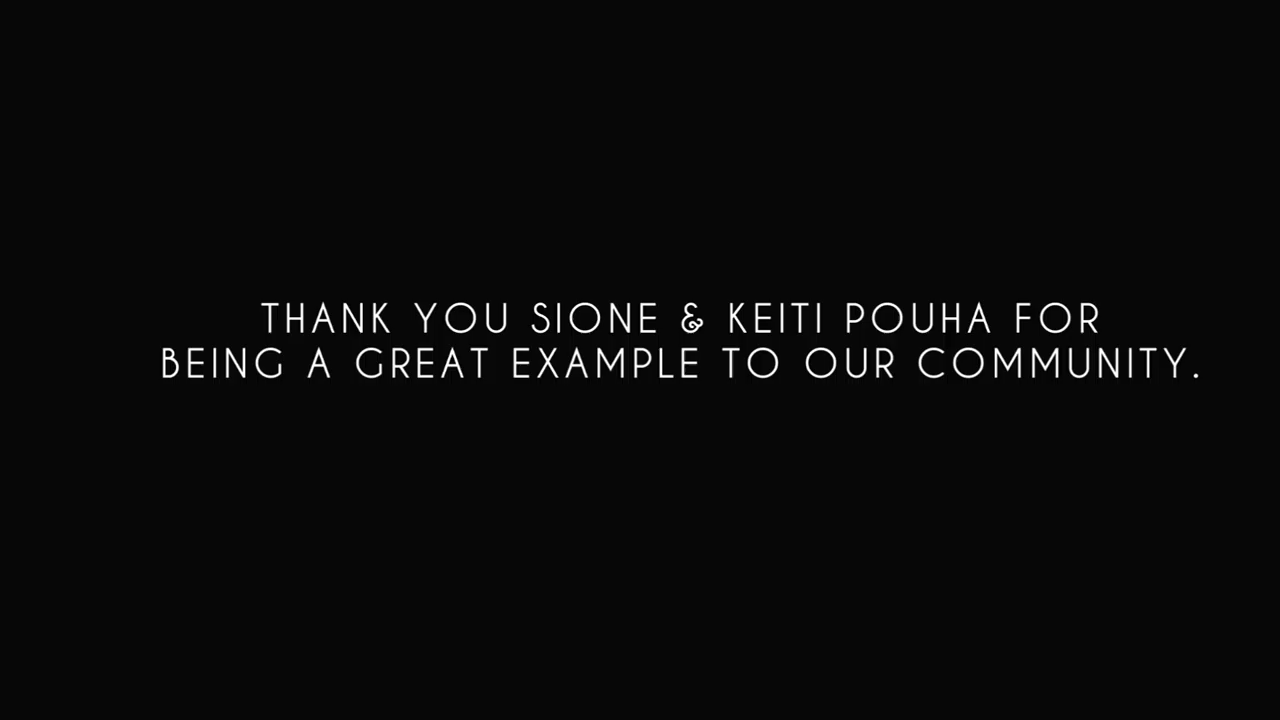 THANK YOU SIONE & KEITI POUHA FOR
BEING A GREAT EXAMPLE TO OUR COMMUNITY.